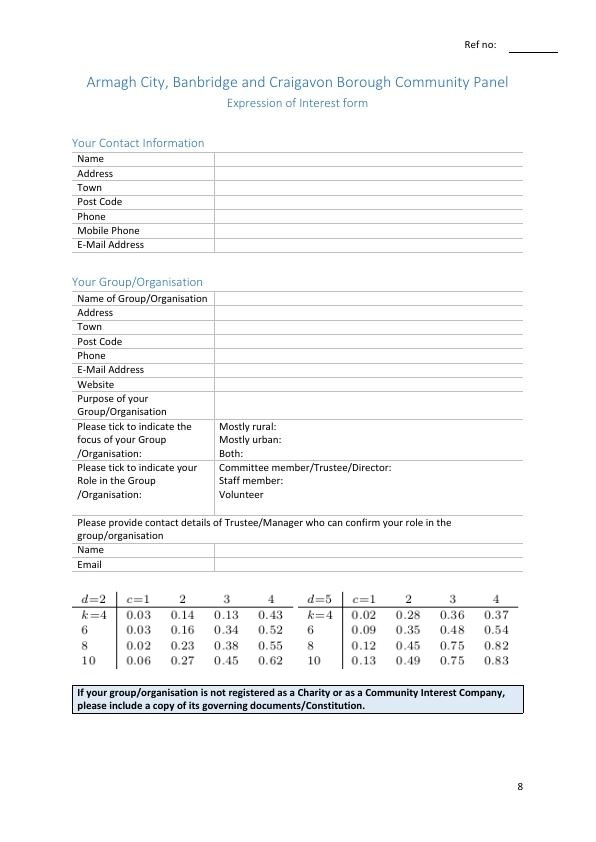 Ref no:
Armagh City, Banbridge and Craigavon Borough Community Panel
Expression of Interest form
Your Contact Information
Name
Address
Town
Post Code
Phone
Mobile Phone
E-Mail Address
Your Group/Organisation
Name of Group/Organisation
Address
Town
Post Code
Phone
E-Mail Address
Website
Purpose of your
Group/Organisation
Please tick to indicate the
focus of your Group
/Organisation:
Mostly rural:
Mostly urban:
Both:
Please tick to indicate your
Role in the Group
/Organisation:
Committee member/Trustee/Director:
Staff member:
Volunteer
Please provide contact details of Trustee/Manager who can confirm your role in the
group/organisation
Name
Email
d=2 c=1 2 3 4
k=4 0.03 0.14 0.13 0.43
6 0.03 0.16 0.34 0.52
8 0.02 0.23 0.38 0.55
10 0.06 0.27 0.45 0.62
d=5 c=1 2 3 4
k=4 0.02 0.28 0.36 0.37
6 0.09 0.35 0.48 0.54
8 0.12 0.45 0.75 0.82
10 0.13 0.49 0.75 0.83
If your group/organisation is not registered as a Charity or as a Community Interest Company,
please include a copy of its governing documents/Constitution.
8